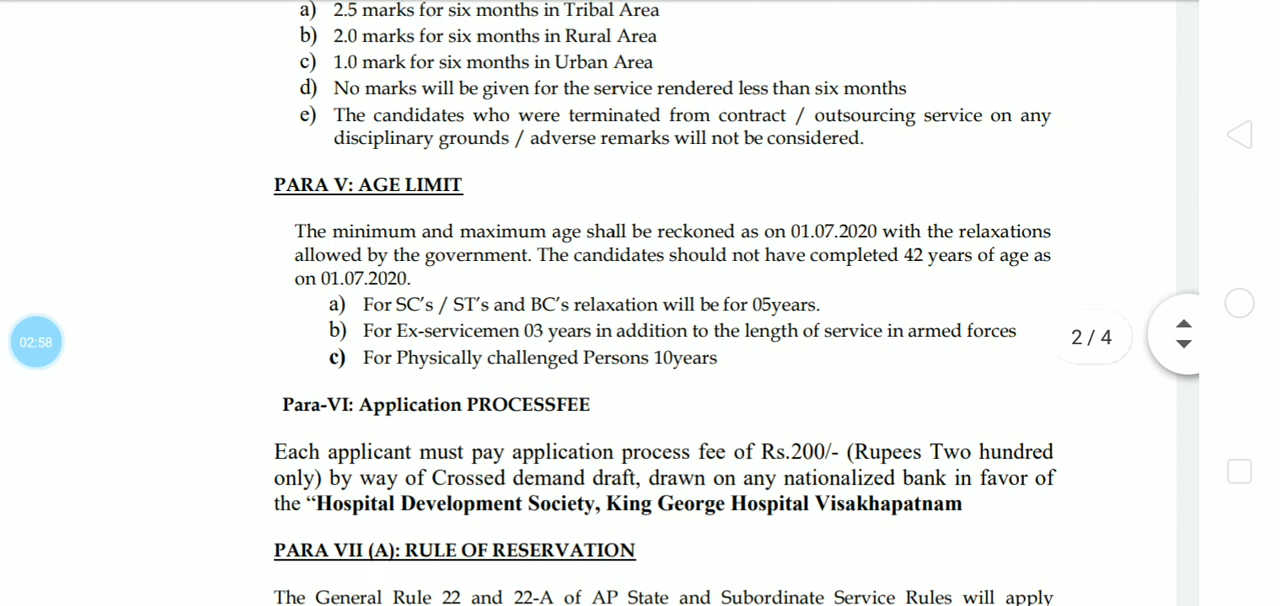 a) 2.5 marks for six months in Tribal Area
b) 2.0 marks for six months in Rural Area
c) 1.0 mark for six months in Urban Area
d) No marks will be given for the service rendered less than six months
e) The candidates who were terminated from contract / outsourcing service on any
disciplinary grounds / adverse remarks will not be considered.
PARA V: AGE LIMIT
The minimum and maximum age shall be reckoned as on 01.07.2020 with the relaxations
allowed by the government. The candidates should not have completed 42 years of age as
on 01.07.2020.
a) For SC's / ST's and BC's relaxation will be for 05years.
b) For Ex-servicemen 03 years in addition to the length of service in armed forces
c) For Physically challenged Persons 10years
02:58
2 / 4
Para-VI: Application PROCESSFEE
Each applicant must pay application process fee of Rs.200/- (Rupees Two hundred
only) by way of Crossed demand draft, drawn on any nationalized bank in favor of
the “Hospital Development Society, King George Hospital Visakhapatnam
PARA VII (A): RULE OF RESERVATION
The General Rule 22 and 22-A of AP State and Subordinate Service Rules will apply